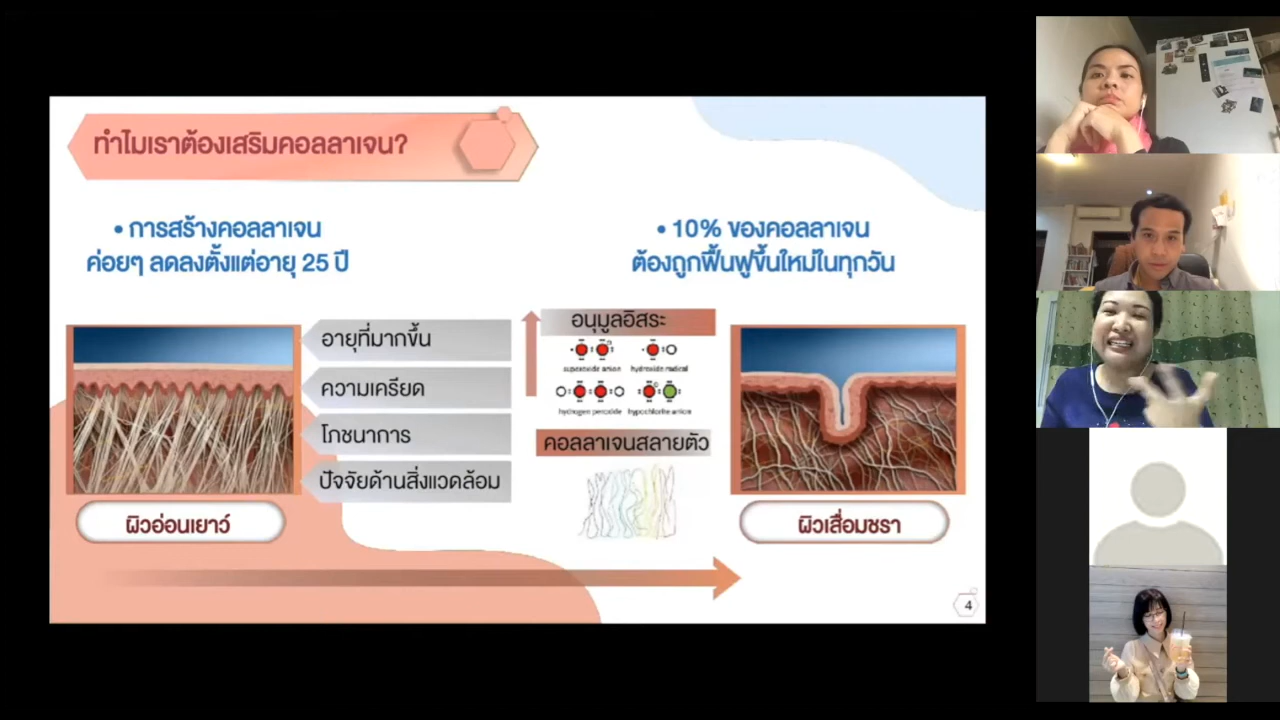 ทำไมเราต้องเสริมคอลลาเจน?
• การสร้างคอลลาเจน
ค่อยๆ ลดลงตั้งแต่อายุ 25 ปี
• 10% ของคอลลาเจน
ต้องถูกฟื้นฟูขึ้นใหม่ในทุกวัน
อายุที่มากขึ้น
ความเครียด
โภชนาการ
ปัจจัยด้านสิ่งแวดล้อม
อนุมูลอิสระ
superoxide anion
hydroxide radical
hydrogen peroxide
hypochlorite anion
คอลลาเจนสลายตัว
ผิวอ่อนเยาว์
ผิวเสื่อมชรา
4